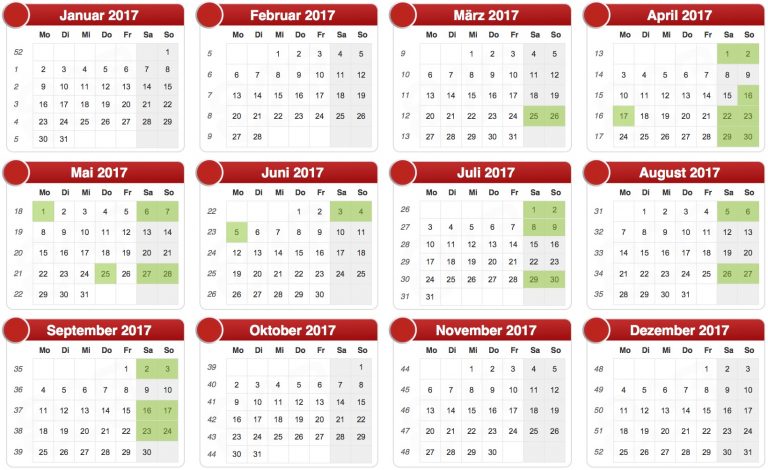 Januar 2017
Mo Di Mi Do Fr Sa So
52 1
1 2 3 4 5 6 7 8
2 9 10 11 12 13 14 15
3 16 17 18 19 20 21 22
4 23 24 25 26 27 28 29
5 30 31
Februar 2017
Mo Di Mi Do Fr Sa So
5 1 2 3 4 5
6 6 7 8 9 10 11 12
7 13 14 15 16 17 18 19
8 20 21 22 23 24 25 26
9 27 28
März 2017
Mo Di Mi Do Fr Sa So
9 1 2 3 4 5
10 6 7 8 9 10 11 12
11 13 14 15 16 17 18 19
12 20 21 22 23 24 25 26
13 27 28 29 30 31
April 2017
Mo Di Mi Do Fr Sa So
13 1 2
14 3 4 5 6 7 8 9
15 10 11 12 13 14 15 16
16 17 18 19 20 21 22 23
17 24 25 26 27 28 29 30
Mai 2017
Mo Di Mi Do Fr Sa So
18 1 2 3 4 5 6 7
19 8 9 10 11 12 13 14
20 15 16 17 18 19 20 21
21 22 23 24 25 26 27 28
22 29 30 31
Juni 2017
Mo Di Mi Do Fr Sa So
22 1 2 3 4
23 5 6 7 8 9 10 11
24 12 13 14 15 16 17 18
25 19 20 21 22 23 24 25
26 26 27 28 29 30
Juli 2017
Mo Di Mi Do Fr Sa So
26 1 2
27 3 4 5 6 7 8 9
28 10 11 12 13 14 15 16
29 17 18 19 20 21 22 23
30 24 25 26 27 28 29 30
31 31
August 2017
Mo Di Mi Do Fr Sa So
31 1 2 3 4 5 6
32 7 8 9 10 11 12 13
33 14 15 16 17 18 19 20
34 21 22 23 24 25 26 27
35 28 29 30 31
September 2017
Mo Di Mi Do Fr Sa So
35 1 2 3
36 4 5 6 7 8 9 10
37 11 12 13 14 15 16 17
38 18 19 20 21 22 23 24
39 25 26 27 28 29 30
Oktober 2017
Mo Di Mi Do Fr Sa So
39 1
40 2 3 4 5 6 7 8
41 9 10 11 12 13 14 15
42 16 17 18 19 20 21 22
43 23 24 25 26 27 28 29
44 30 31
November 2017
Mo Di Mi Do Fr Sa So
44 1 2 3 4 5
45 6 7 8 9 10 11 12
46 13 14 15 16 17 18 19
47 20 21 22 23 24 25 26
48 27 28 29 30
Dezember 2017
Mo Di Mi Do Fr Sa So
48 1 2 3
49 4 5 6 7 8 9 10
50 11 12 13 14 15 16 17
51 18 19 20 21 22 23 24
52 25 26 27 28 29 30 31